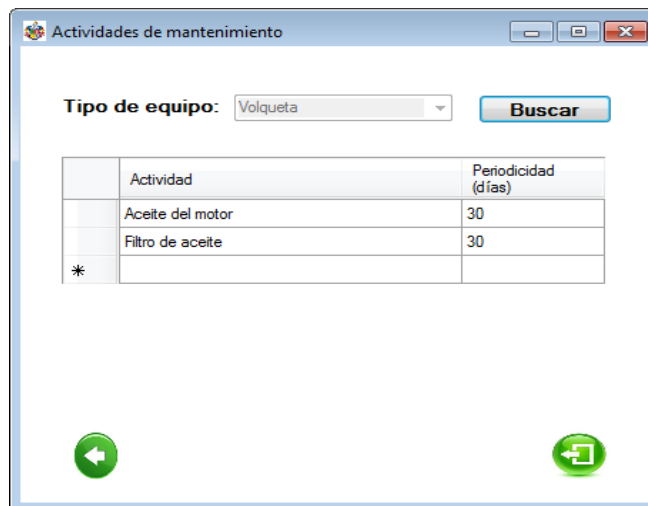 Actividades de mantenimiento
Tipo de equipo: Volqueta Buscar
Actividad Periodicidad
(días)
Aceite del motor 30
Filtro de aceite 30